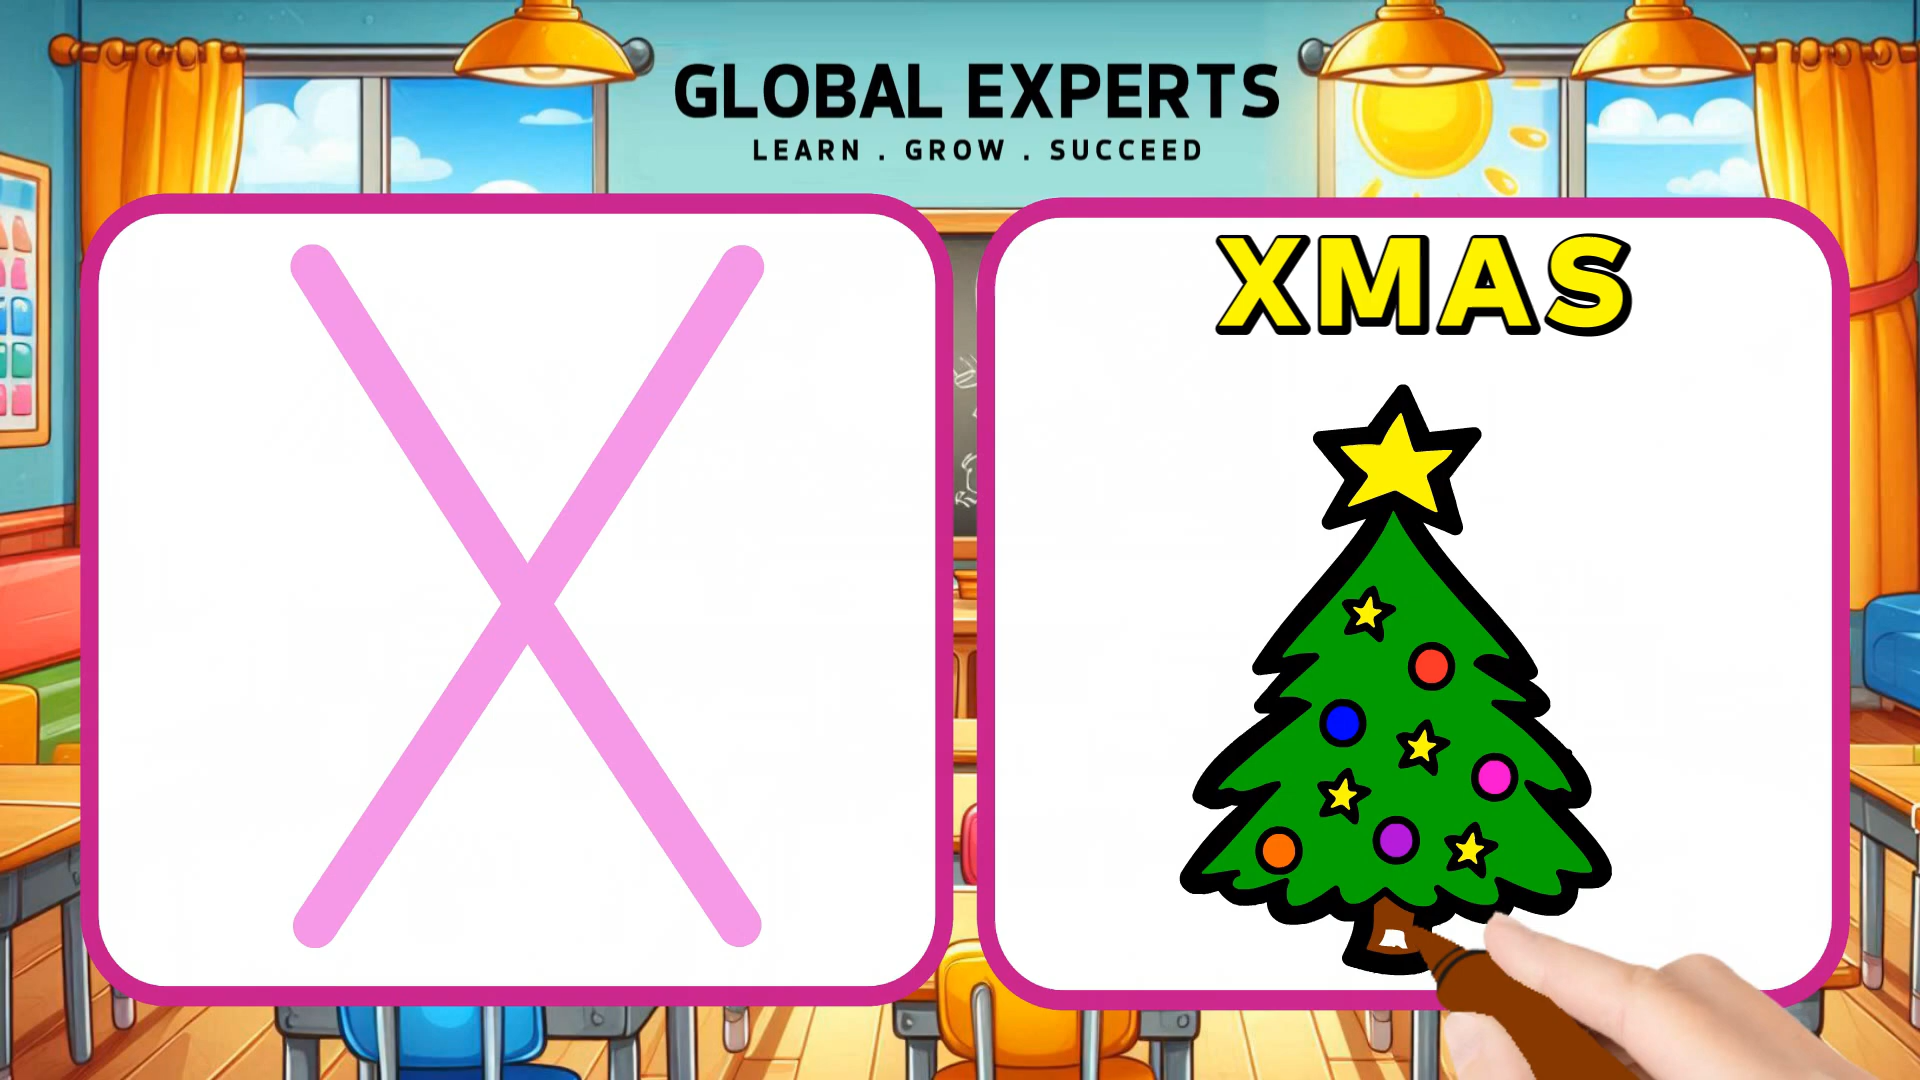 GLOBAL EXPERTS
LEARN . GROW . SUCCEED
X
XMAS